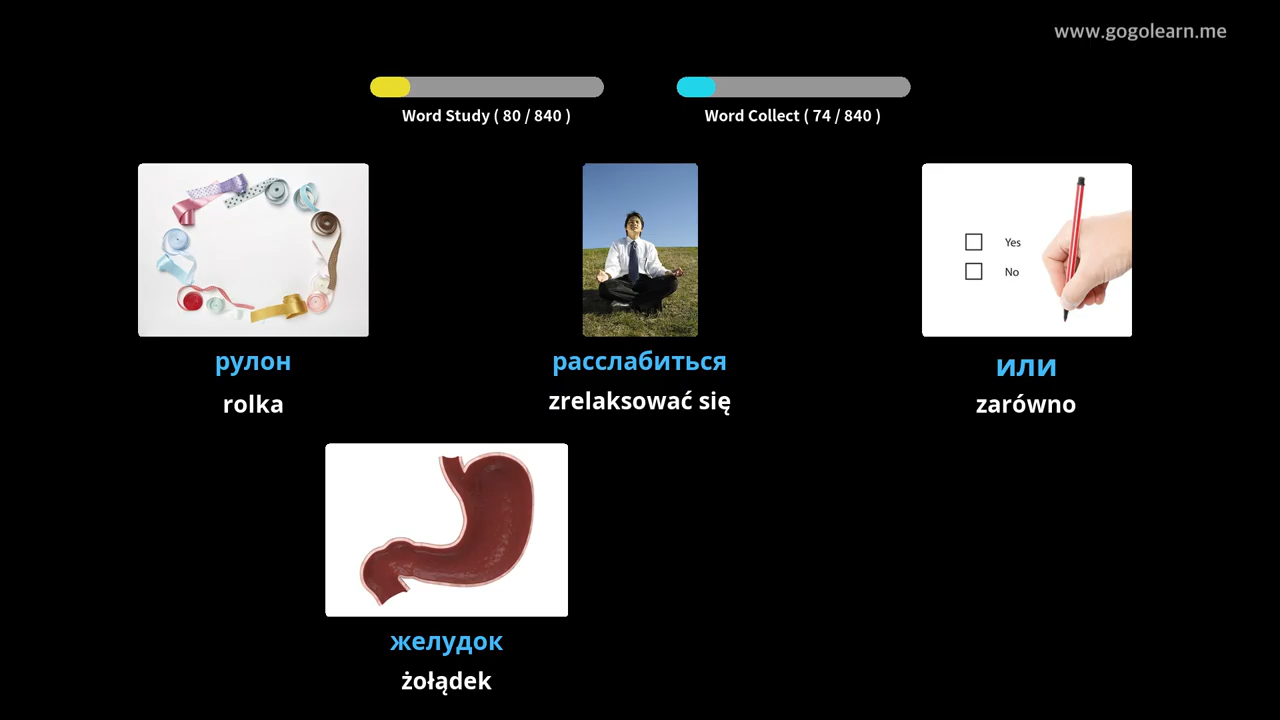 www.gogolearn.me
Word Study ( 80 / 840 )
Word Collect ( 74 / 840 )
Yes
No
рулон
rolka
расслабиться
zrelaksować się
или
zarówno
желудок
żołądek